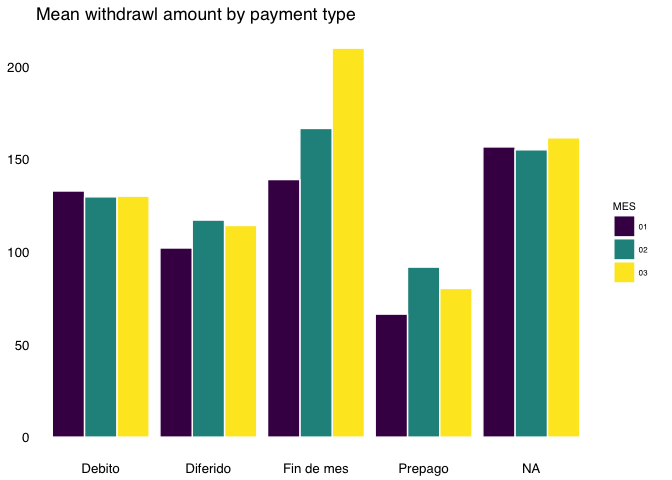 Mean withdrawl amount by payment type
200
150
100
50
0
Debito
Diferido
Fin de mes
Prepago
NA
MES
01
02
03